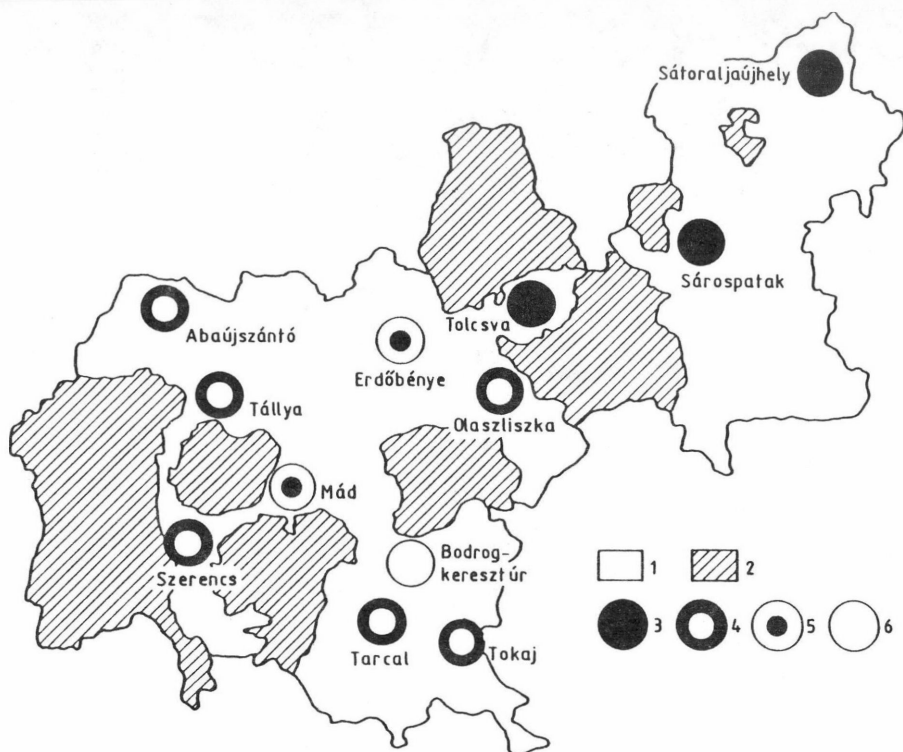 Sátoraljaújhely
Sárospatak
Tolcsva
Abaújszántó
Erdőbénye
Tállya
Olaszliszka
Mád
Bodrog-
keresztúr
Szerencs
Tarcal
Tokaj
1 2
3 4 5 6